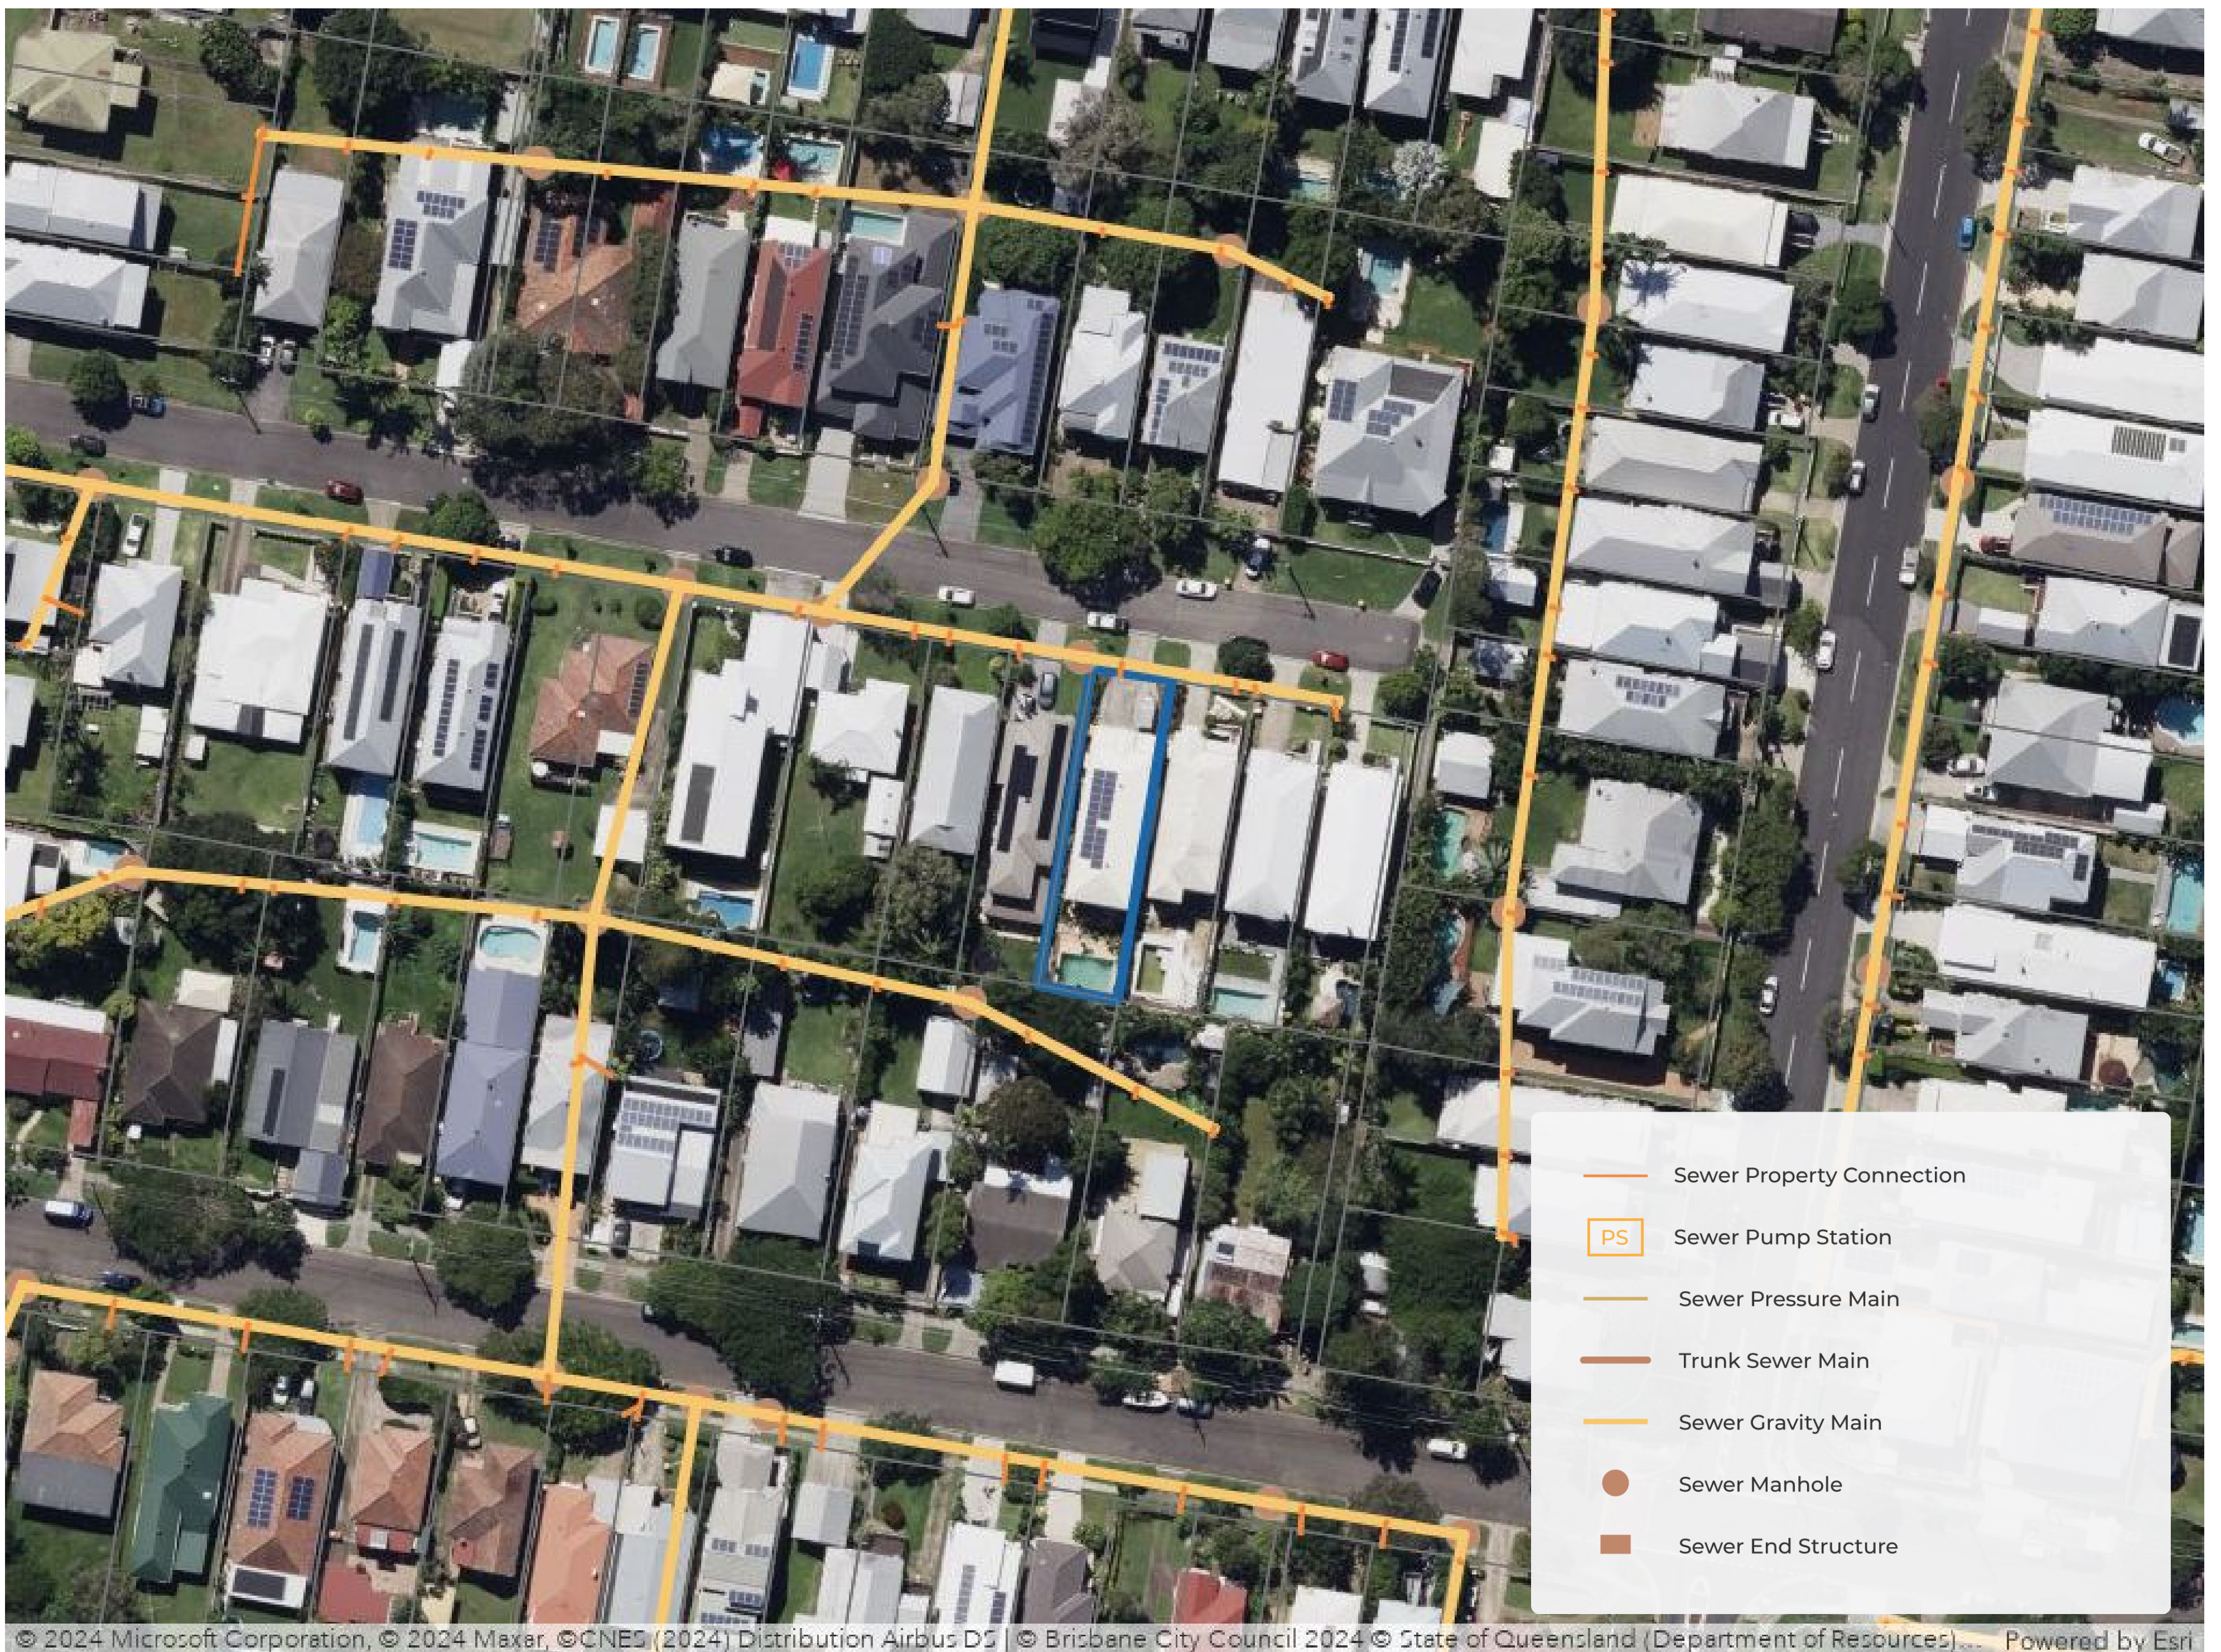 Sewer Property Connection
PS Sewer Pump Station
Sewer Pressure Main
Trunk Sewer Main
Sewer Gravity Main
Sewer Manhole
Sewer End Structure
© 2024 Microsoft Corporation, © 2024 Maxar, ©CNES (2024) Distribution Airbus DS | © Brisbane City Council 2024 © State of Queensland (Department of Resources)... Powered by Esri